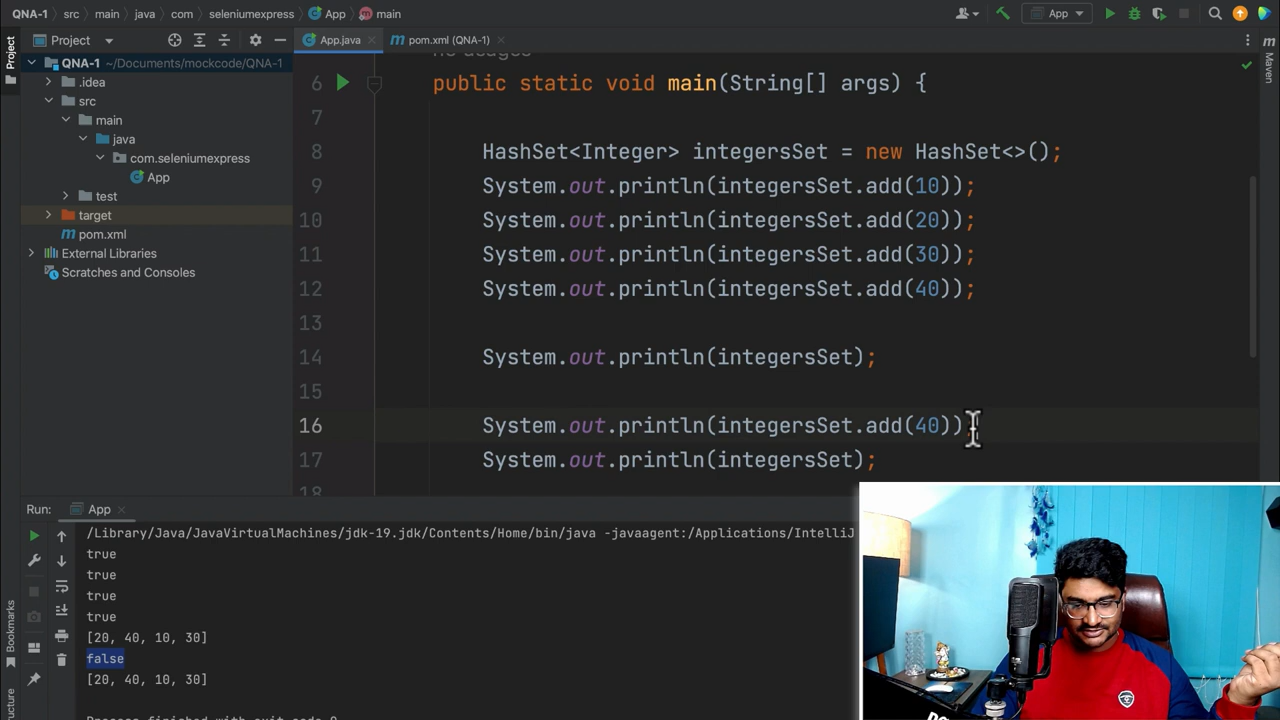 QNA-1 > src > main > java > com > seleniumexpress > App > main
App
Project
App.java
pom.xml (QNA-1)
Project
Maven
QNA-1 ~/Documents/mockcode/QNA-1
.idea
src
main
java
com.seleniumexpress
App
test
target
pom.xml
External Libraries
Scratches and Consoles
no usages
6 public static void main(String[] args) {
7
8 HashSet<Integer> integersSet = new HashSet<>();
9 System.out.println(integersSet.add(10));
10 System.out.println(integersSet.add(20));
11 System.out.println(integersSet.add(30));
12 System.out.println(integersSet.add(40));
13
14 System.out.println(integersSet);
15
16 System.out.println(integersSet.add(40));
17 System.out.println(integersSet);
18
Run: App
/Library/Java/JavaVirtualMachines/jdk-19.jdk/Contents/Home/bin/java -javaagent:/Applications/IntelliJ
true
true
true
true
[20, 40, 10, 30]
false
[20, 40, 10, 30]
Process finished with exit code 0
Bookmarks